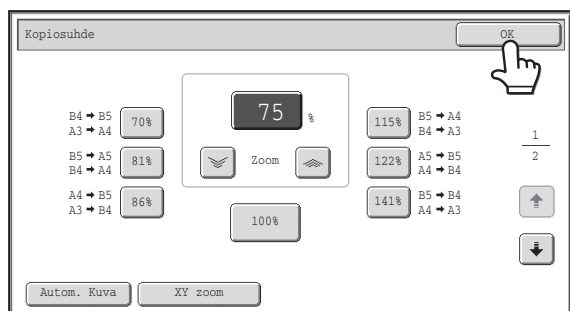 Kopiosuhde
OK
B4 → B5
A3 → A4
70%
75 %
115%
B5 → A4
B4 → A3
1
2
B5 → A5
B4 → A4
81%
Zoom
122%
A5 → B5
A4 → B4
A4 → B5
A3 → B4
86%
100%
141%
B5 → B4
A4 → A3
Autom. Kuva
XY zoom